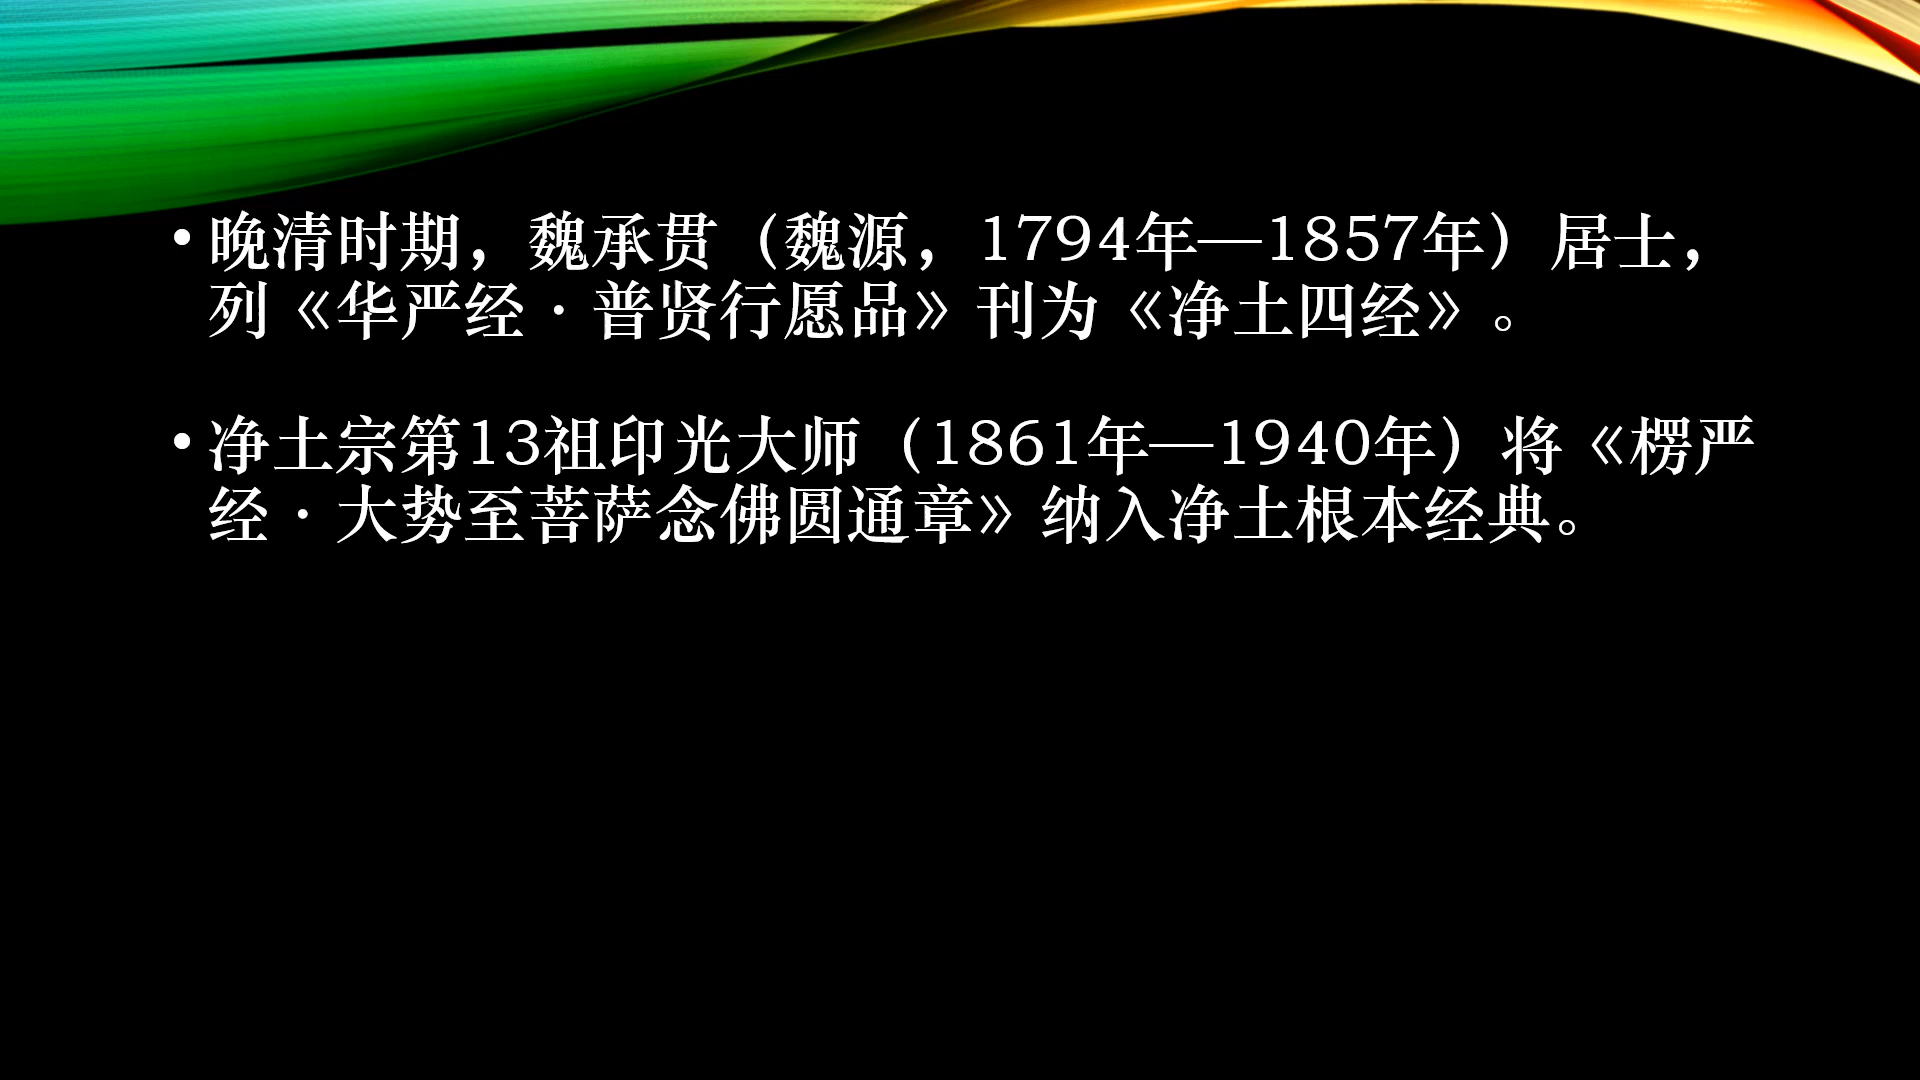 • 晚清时期，魏承贯（魏源，1794年—1857年）居士，
列《华严经·普贤行愿品》刊为《净土四经》。
• 净土宗第13祖印光大师（1861年—1940年）将《楞严
经·大势至菩萨念佛圆通章》纳入净土根本经典。